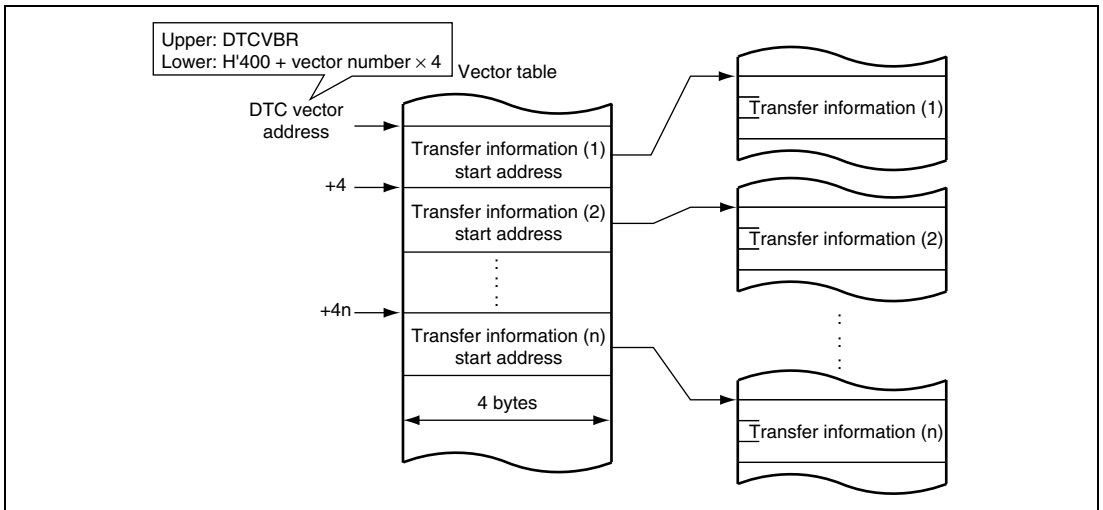 Upper: DTCVBR
Lower: H'400 + vector number × 4
Vector table
DTC vector
address
Transfer information (1)
start address
+4
Transfer information (2)
start address
+4n
Transfer information (n)
start address
4 bytes
Transfer information (1)
Transfer information (2)
Transfer information (n)